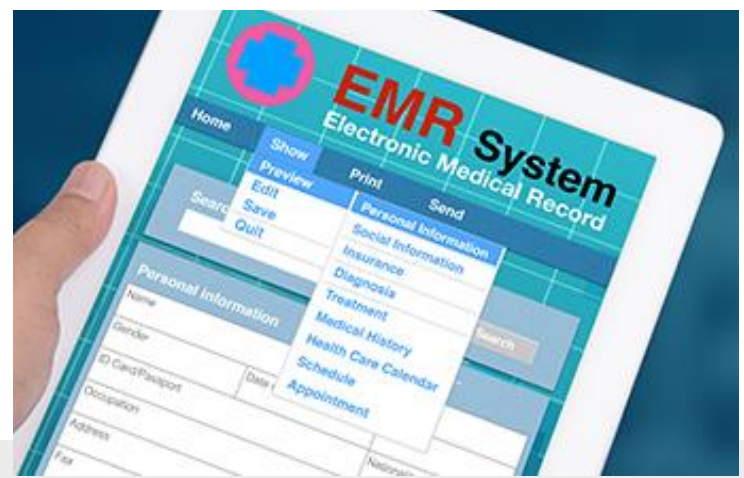 EMR System
Electronic Medical Record
Home
Show
Print
Send
Preview
Edit
Save
Quit
Personal Information
Social Information
Insurance
Diagnosis
Treatment
Medical History
Health Care Calendar
Schedule
Appointment
Search
Personal Information
Name
Gender
ID Card/Passport
Date
Occupation
Address
Fax